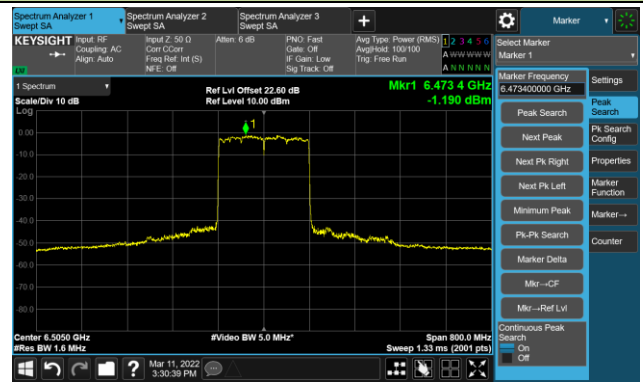 Spectrum Analyzer 1
Swept SA
Spectrum Analyzer 2
Swept SA
Spectrum Analyzer 3
Swept SA
+
Marker
KEYSIGHT
Input: RF
Coupling: AC
Align: Auto
Input Z: 50 Ω
Corr CCorr
Freq Ref: Int (S)
NFE: Off
Atten: 6 dB
PNO: Fast
Gate: Off
IF Gain: Low
Sig Track: Off
Avg Type: Power (RMS)
Avg|Hold: 100/100
Trig: Free Run
1 2 3 4 5 6
A W W W W W
A N N N N N
LW
Select Marker
Marker 1
1 Spectrum
Scale/Div 10 dB
Log
Ref Lvl Offset 22.60 dB
Ref Level 10.00 dBm
Mkr1 6.473 4 GHz
-1.190 dBm
1
0.00
-10.0
-20.0
-30.0
-40.0
-50.0
-60.0
-70.0
-80.0
Center 6.5050 GHz
#Res BW 1.6 MHz
#Video BW 5.0 MHz*
Span 800.0 MHz
Sweep 1.33 ms (2001 pts)
Marker Frequency
6.473400000 GHz
Peak Search
Next Peak
Next Pk Right
Next Pk Left
Minimum Peak
Pk-Pk Search
Marker Delta
Mkr→CF
Mkr→Ref Lvl
Continuous Peak
Search
On
Off
Settings
Peak
Search
Pk Search
Config
Properties
Marker
Function
Marker→
Counter
?
Mar 11, 2022
3:30:39 PM